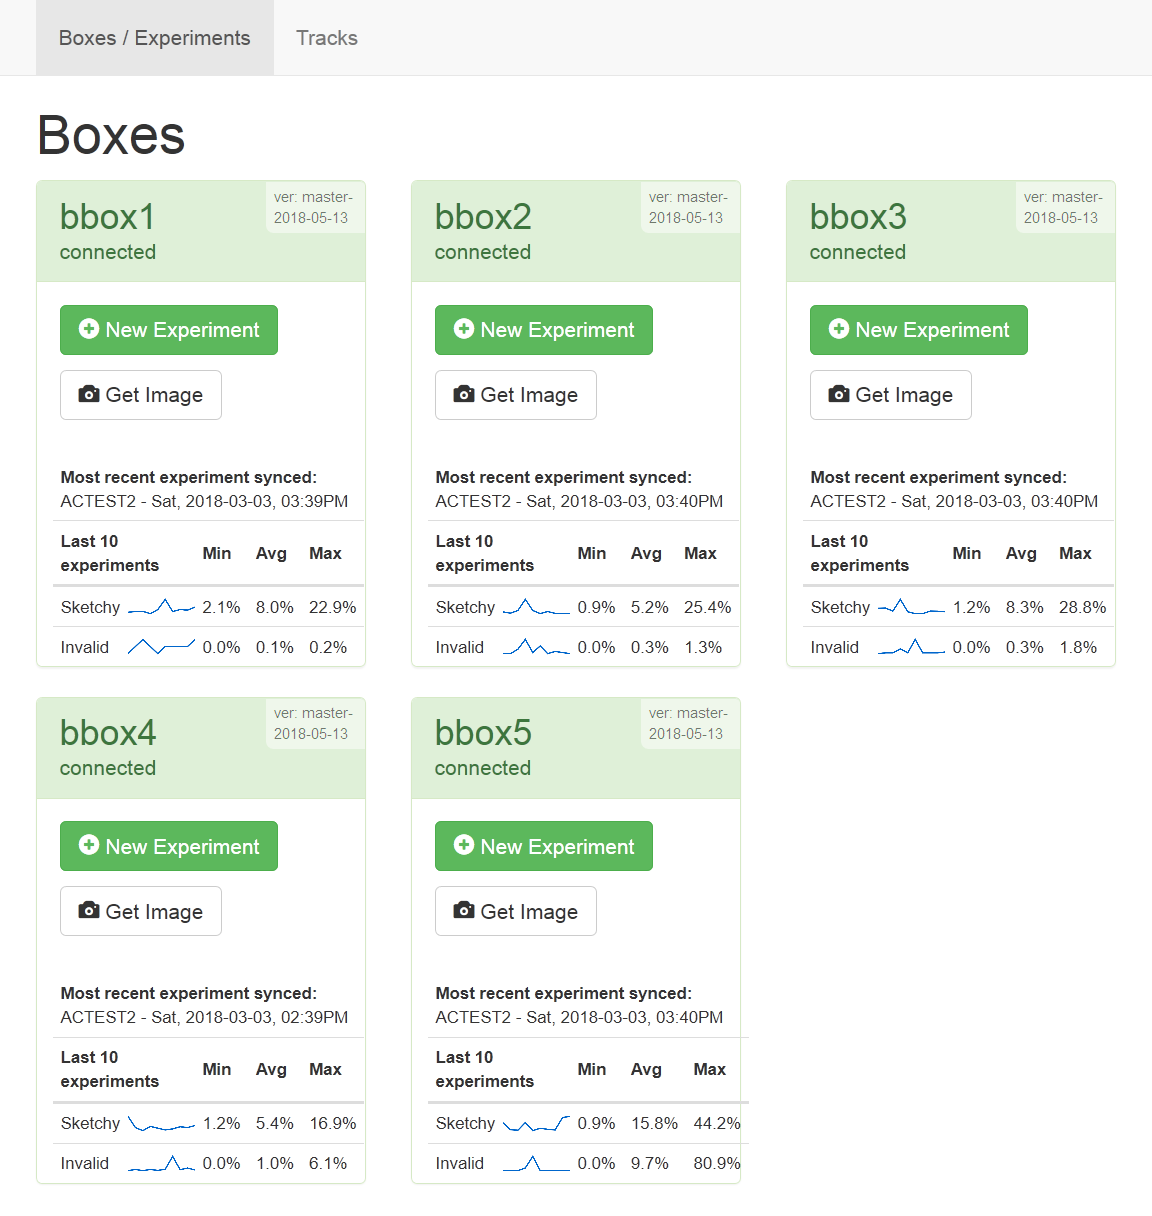 Boxes / Experiments Tracks
Boxes
bbox1
ver: master-
2018-05-13
connected
New Experiment
Get Image
Most recent experiment synced:
ACTEST2 - Sat, 2018-03-03, 03:39PM
Last 10
experiments
Min Avg Max
Sketchy 2.1% 8.0% 22.9%
Invalid 0.0% 0.1% 0.2%
bbox2
ver: master-
2018-05-13
connected
New Experiment
Get Image
Most recent experiment synced:
ACTEST2 - Sat, 2018-03-03, 03:40PM
Last 10
experiments
Min Avg Max
Sketchy 0.9% 5.2% 25.4%
Invalid 0.0% 0.3% 1.3%
bbox3
ver: master-
2018-05-13
connected
New Experiment
Get Image
Most recent experiment synced:
ACTEST2 - Sat, 2018-03-03, 03:40PM
Last 10
experiments
Min Avg Max
Sketchy 1.2% 8.3% 28.8%
Invalid 0.0% 0.3% 1.8%
bbox4
ver: master-
2018-05-13
connected
New Experiment
Get Image
Most recent experiment synced:
ACTEST2 - Sat, 2018-03-03, 02:39PM
Last 10
experiments
Min Avg Max
Sketchy 1.2% 5.4% 16.9%
Invalid 0.0% 1.0% 6.1%
bbox5
ver: master-
2018-05-13
connected
New Experiment
Get Image
Most recent experiment synced:
ACTEST2 - Sat, 2018-03-03, 03:40PM
Last 10
experiments
Min Avg Max
Sketchy 0.9% 15.8% 44.2%
Invalid 0.0% 9.7% 80.9%